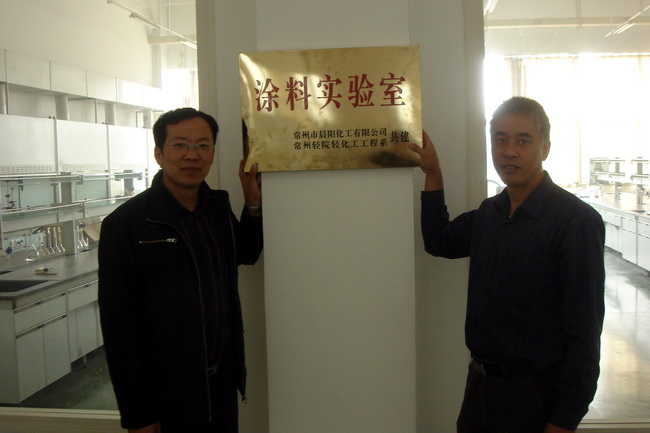 涂料实验室
常州市晨阳化工有限公司
常州轻院轻化工工程系 共建